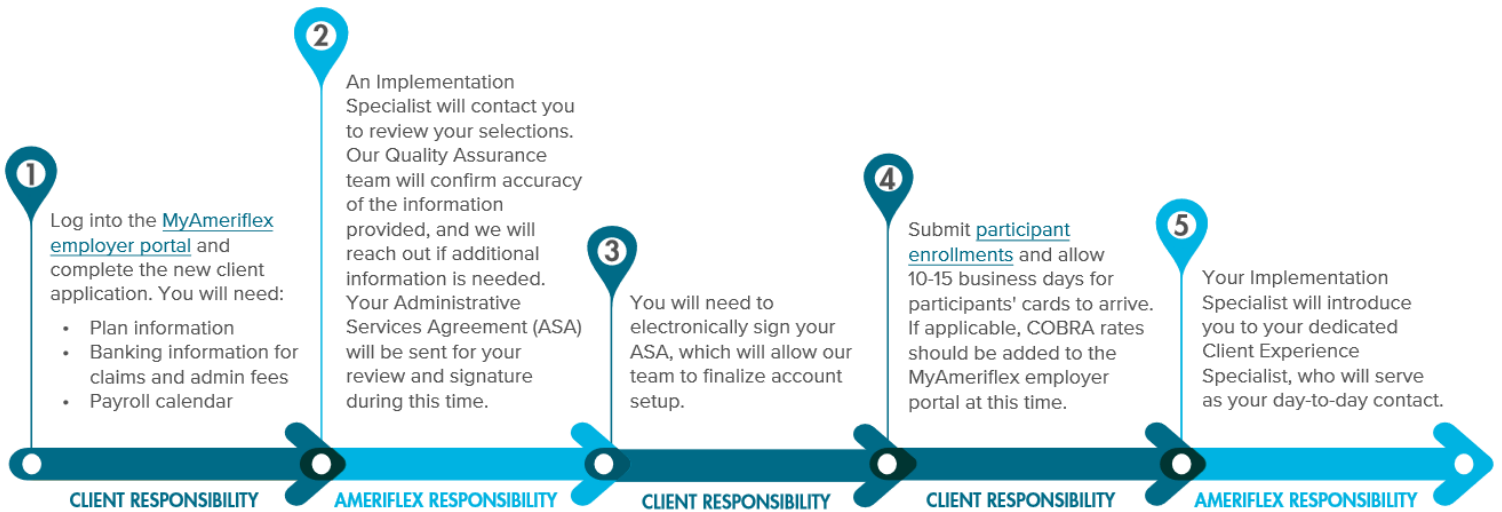 1
Log into the MyAmeriflex
employer portal and
complete the new client
application. You will need:
• Plan information
• Banking information for
claims and admin fees
• Payroll calendar
CLIENT RESPONSIBILITY
2
An Implementation
Specialist will contact you
to review your selections.
Our Quality Assurance
team will confirm accuracy
of the information
provided, and we will
reach out if additional
information is needed.
Your Administrative
Services Agreement (ASA)
will be sent for your
review and signature
during this time.
AMERIFLEX RESPONSIBILITY
3
You will need to
electronically sign your
ASA, which will allow our
team to finalize account
setup.
CLIENT RESPONSIBILITY
4
Submit participant
enrollments and allow
10-15 business days for
participants' cards to arrive.
If applicable, COBRA rates
should be added to the
MyAmeriflex employer
portal at this time.
CLIENT RESPONSIBILITY
5
Your Implementation
Specialist will introduce
you to your dedicated
Client Experience
Specialist, who will serve
as your day-to-day contact.
AMERIFLEX RESPONSIBILITY